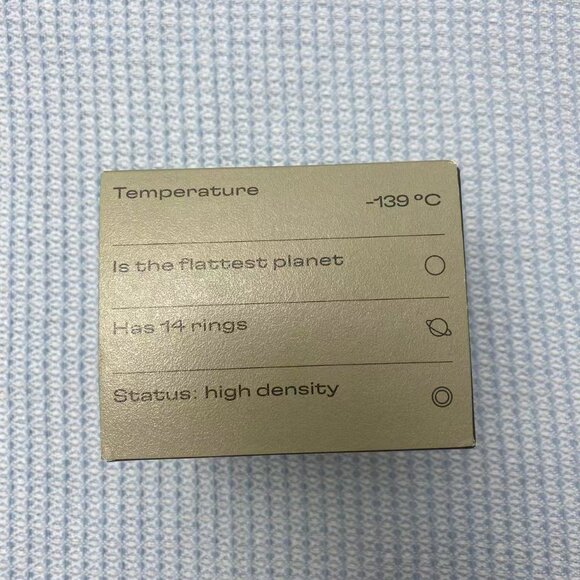 Temperature
-139 °C
Is the flattest planet
Has 14 rings
Status: high density